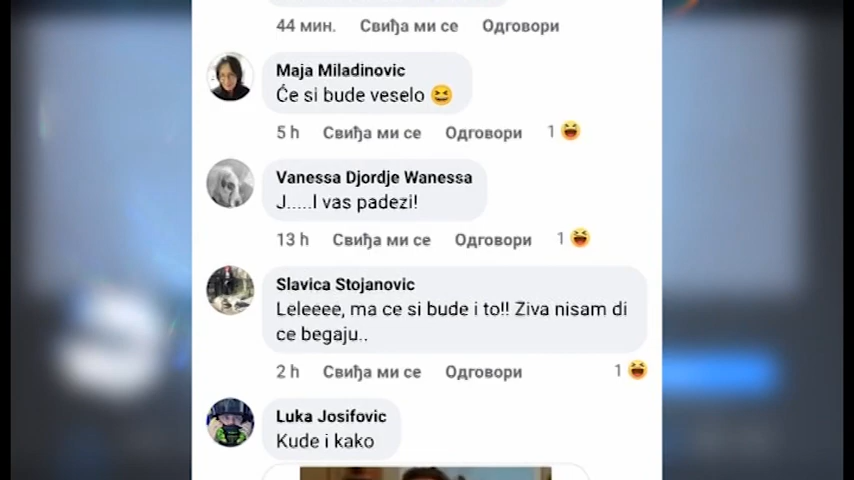 44 мин. Свиђа ми се Одговори
Maja Miladinovic
Će si bude veselo 😆
5 h Свиђа ми се Одговори 1
Vanessa Djordje Wanessa
J.....l vas padezi!
13 h Свиђа ми се Одговори 1
Slavica Stojanovic
Leleeee, ma ce si bude i to!! Ziva nisam di
ce begaju..
2 h Свиђа ми се Одговори 1
Luka Josifovic
Kude i kako